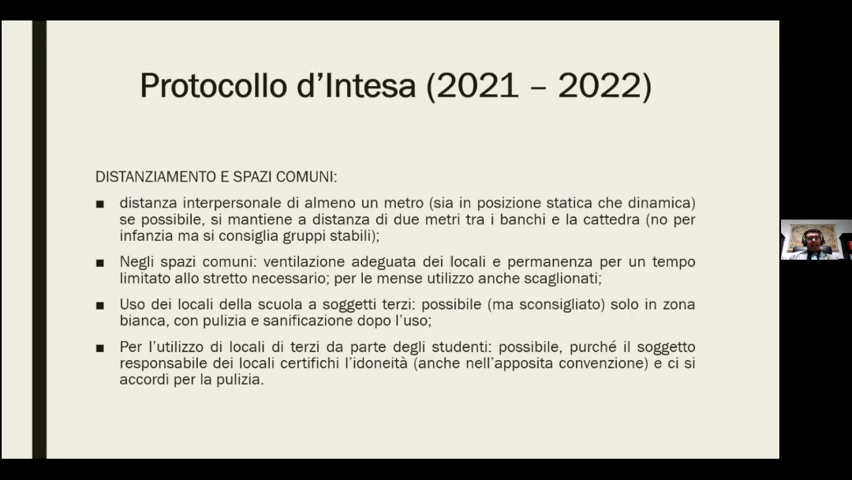 Protocollo d'Intesa (2021 – 2022)
DISTANZIAMENTO E SPAZI COMUNI:
■ distanza interpersonale di almeno un metro (sia in posizione statica che dinamica)
se possibile, si mantiene a distanza di due metri tra i banchi e la cattedra (no per
infanzia ma si consiglia gruppi stabili);
■ Negli spazi comuni: ventilazione adeguata dei locali e permanenza per un tempo
limitato allo stretto necessario; per le mense utilizzo anche scaglionati;
■ Uso dei locali della scuola a soggetti terzi: possibile (ma sconsigliato) solo in zona
bianca, con pulizia e sanificazione dopo l'uso;
■ Per l'utilizzo di locali di terzi da parte degli studenti: possibile, purché il soggetto
responsabile dei locali certifichi l'idoneità (anche nell'apposita convenzione) e ci si
accordi per la pulizia.